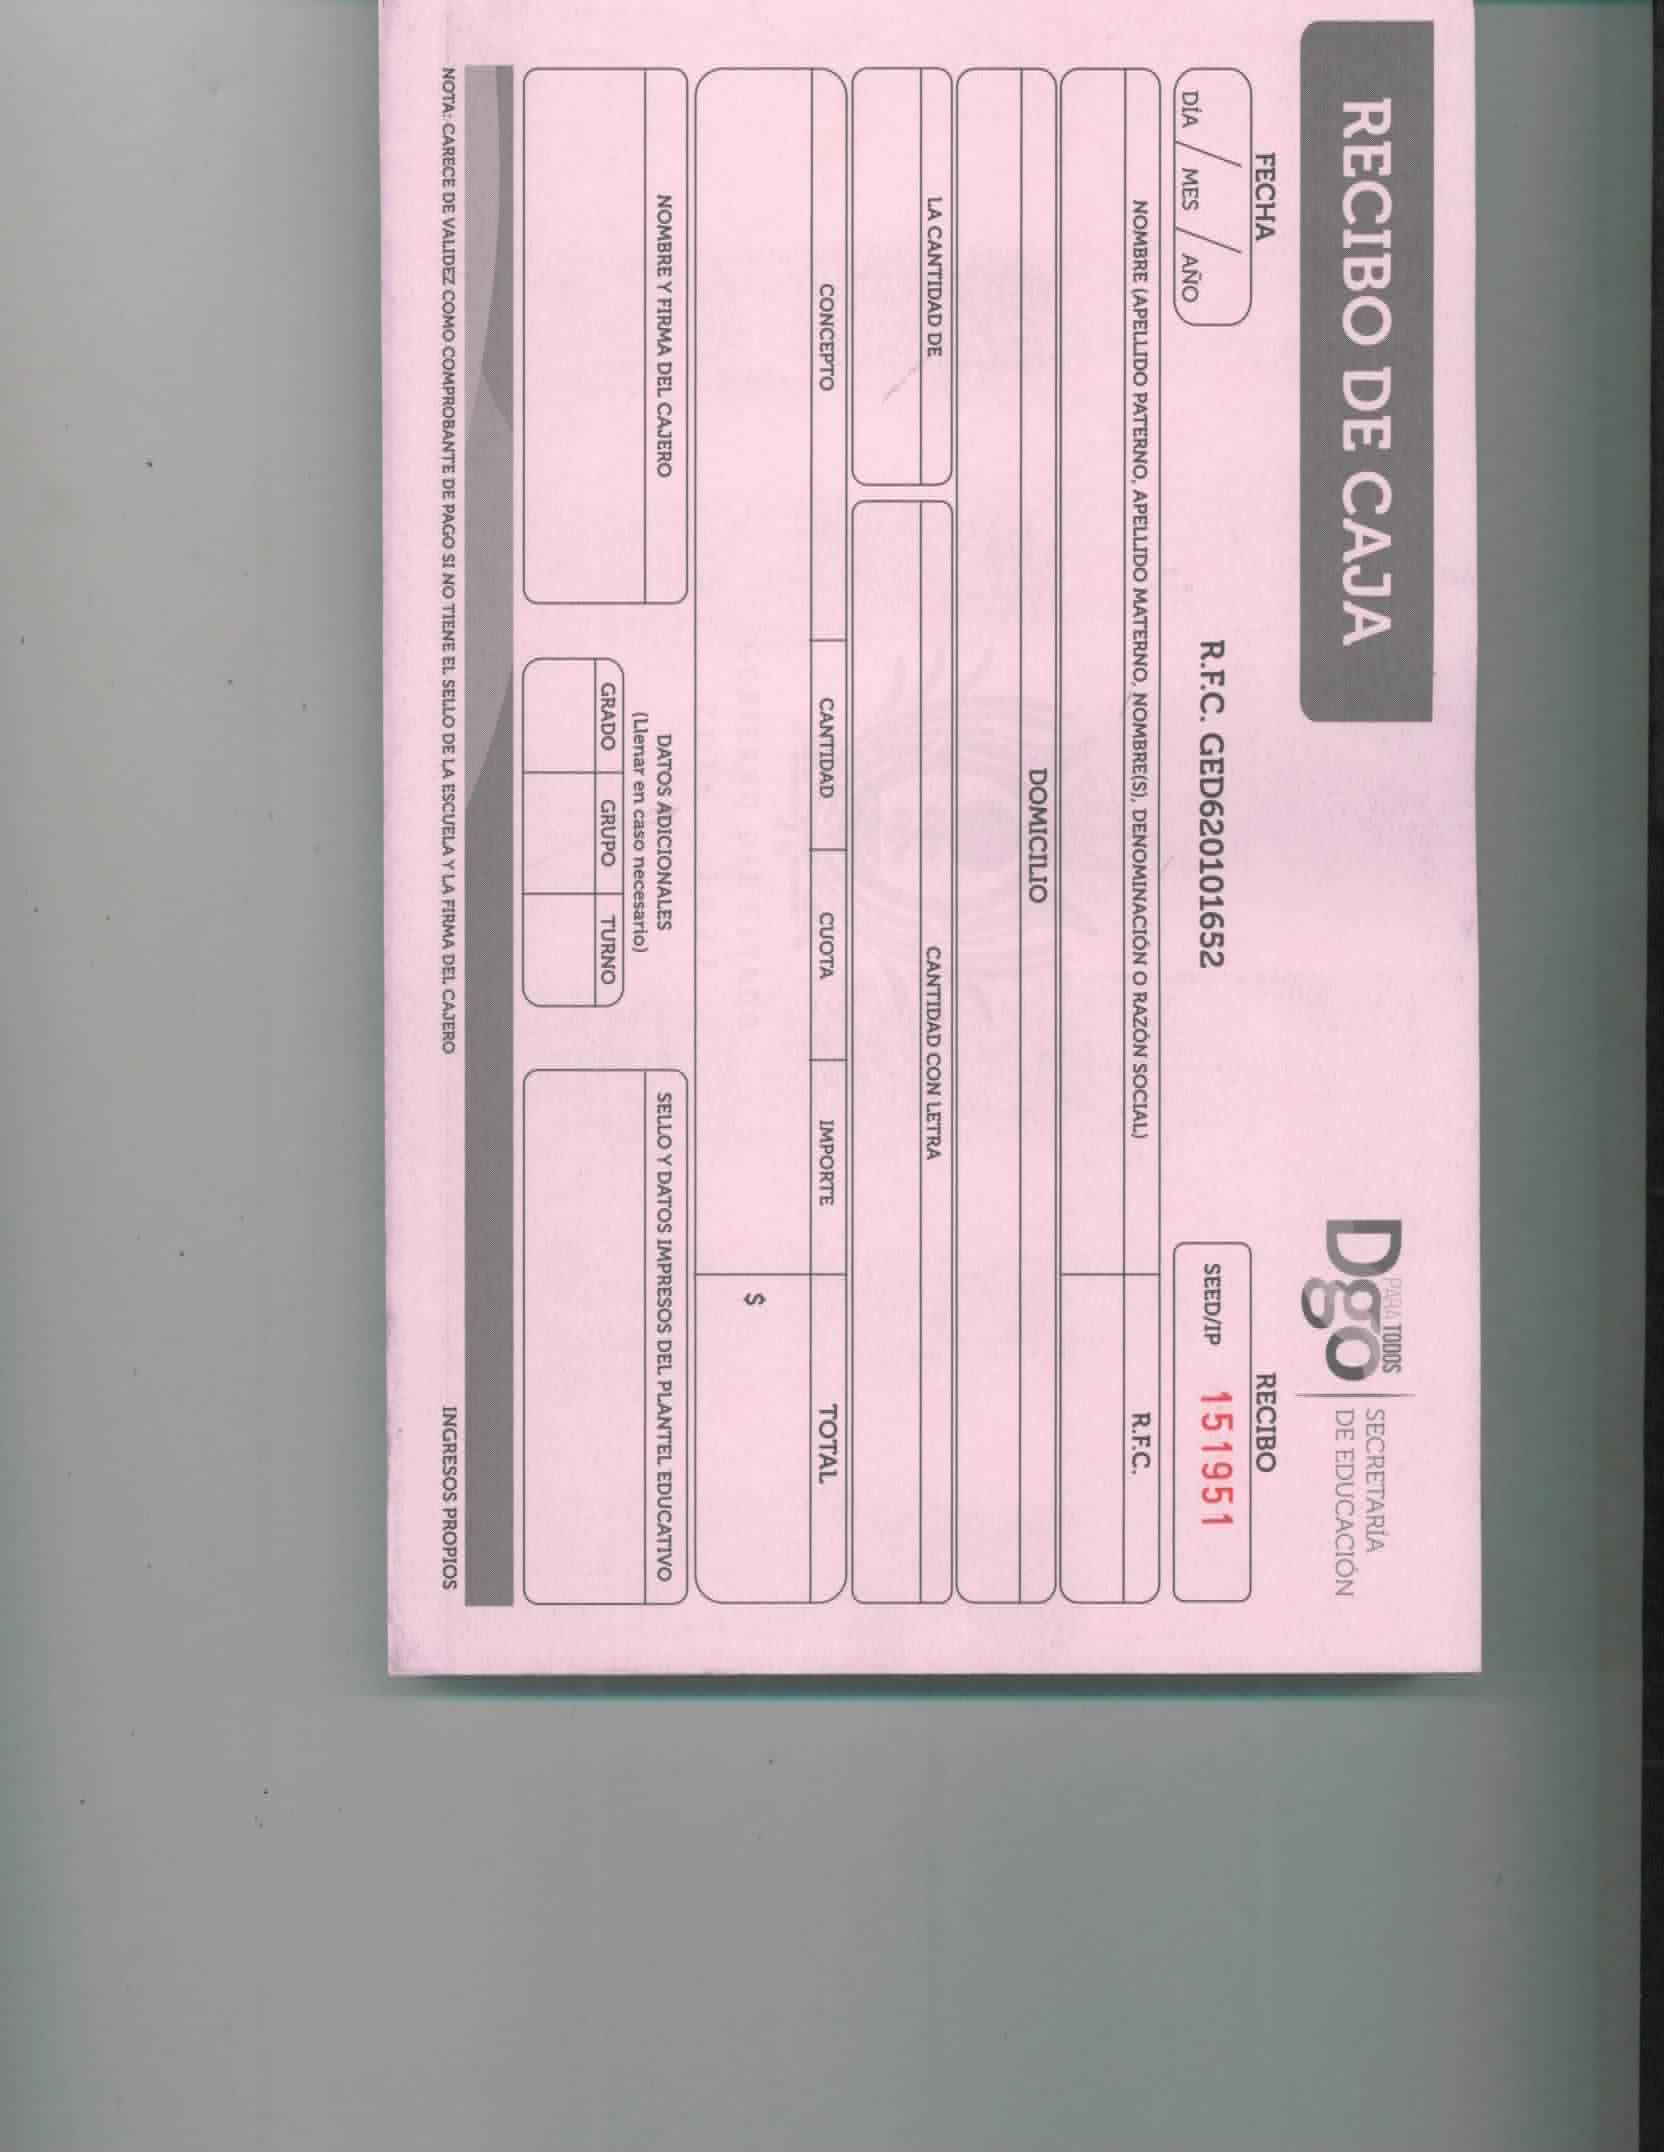 RECIBO DE CAJA
PARA TODOS
Dgo
SECRETARÍA
DE EDUCACIÓN
FECHA
RECIBO
DÍA / MES / AÑO
R.F.C. GED620101652
SEED/IP 151951
NOMBRE (APELLIDO PATERNO, APELLIDO MATERNO, NOMBRE(S), DENOMINACIÓN O RAZÓN SOCIAL) R.F.C.
DOMICILIO
LA CANTIDAD DE CANTIDAD CON LETRA
CONCEPTO CANTIDAD CUOTA IMPORTE TOTAL
$
NOMBRE Y FIRMA DEL CAJERO
DATOS ADICIONALES
(Llenar en caso necesario)
GRADO GRUPO TURNO
SELLO Y DATOS IMPRESOS DEL PLANTEL EDUCATIVO
NOTA: CARECE DE VALIDEZ COMO COMPROBANTE DE PAGO SI NO TIENE EL SELLO DE LA ESCUELA Y LA FIRMA DEL CAJERO
INGRESOS PROPIOS